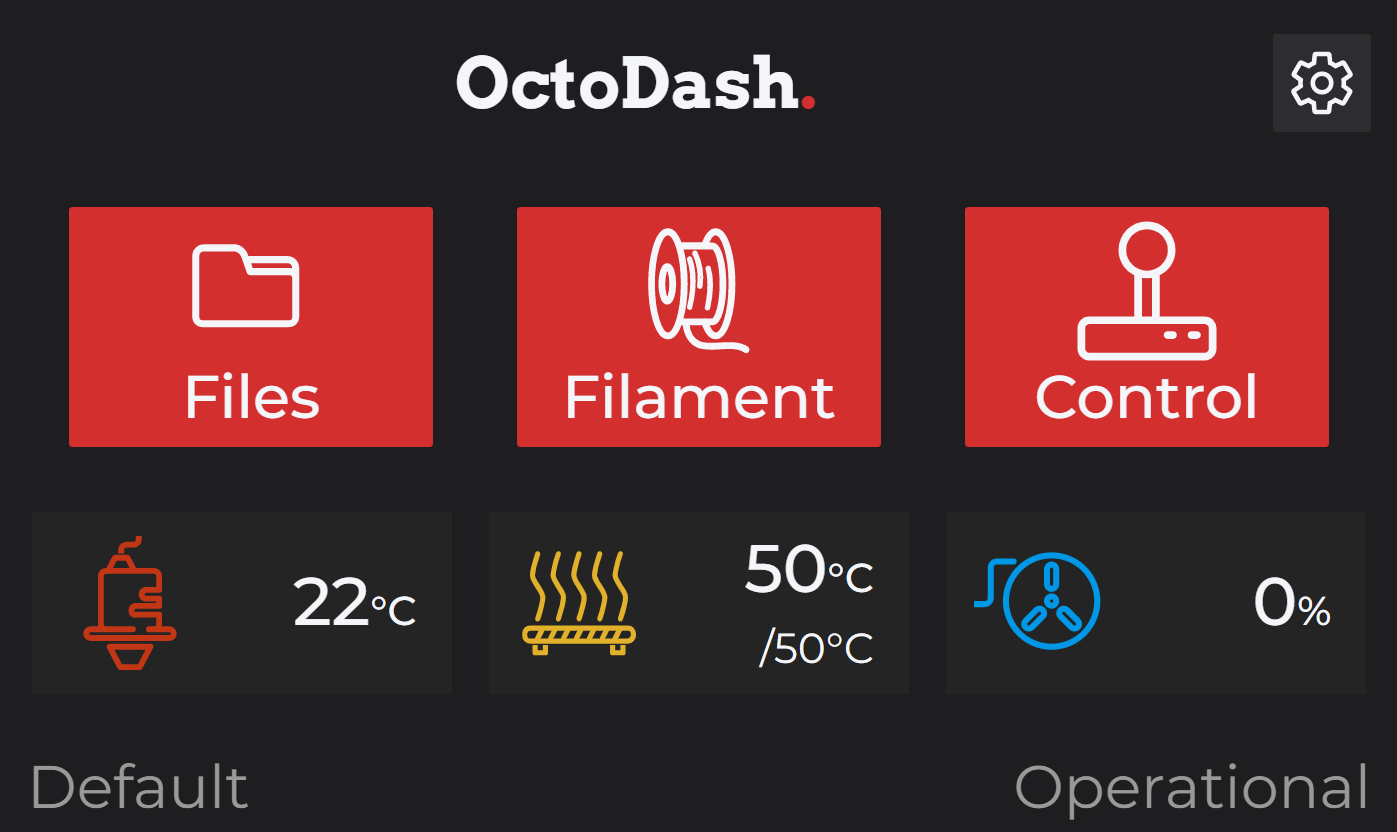 OctoDash.
Files
Filament
Control
22°C
50°C
/50°C
0%
Default
Operational